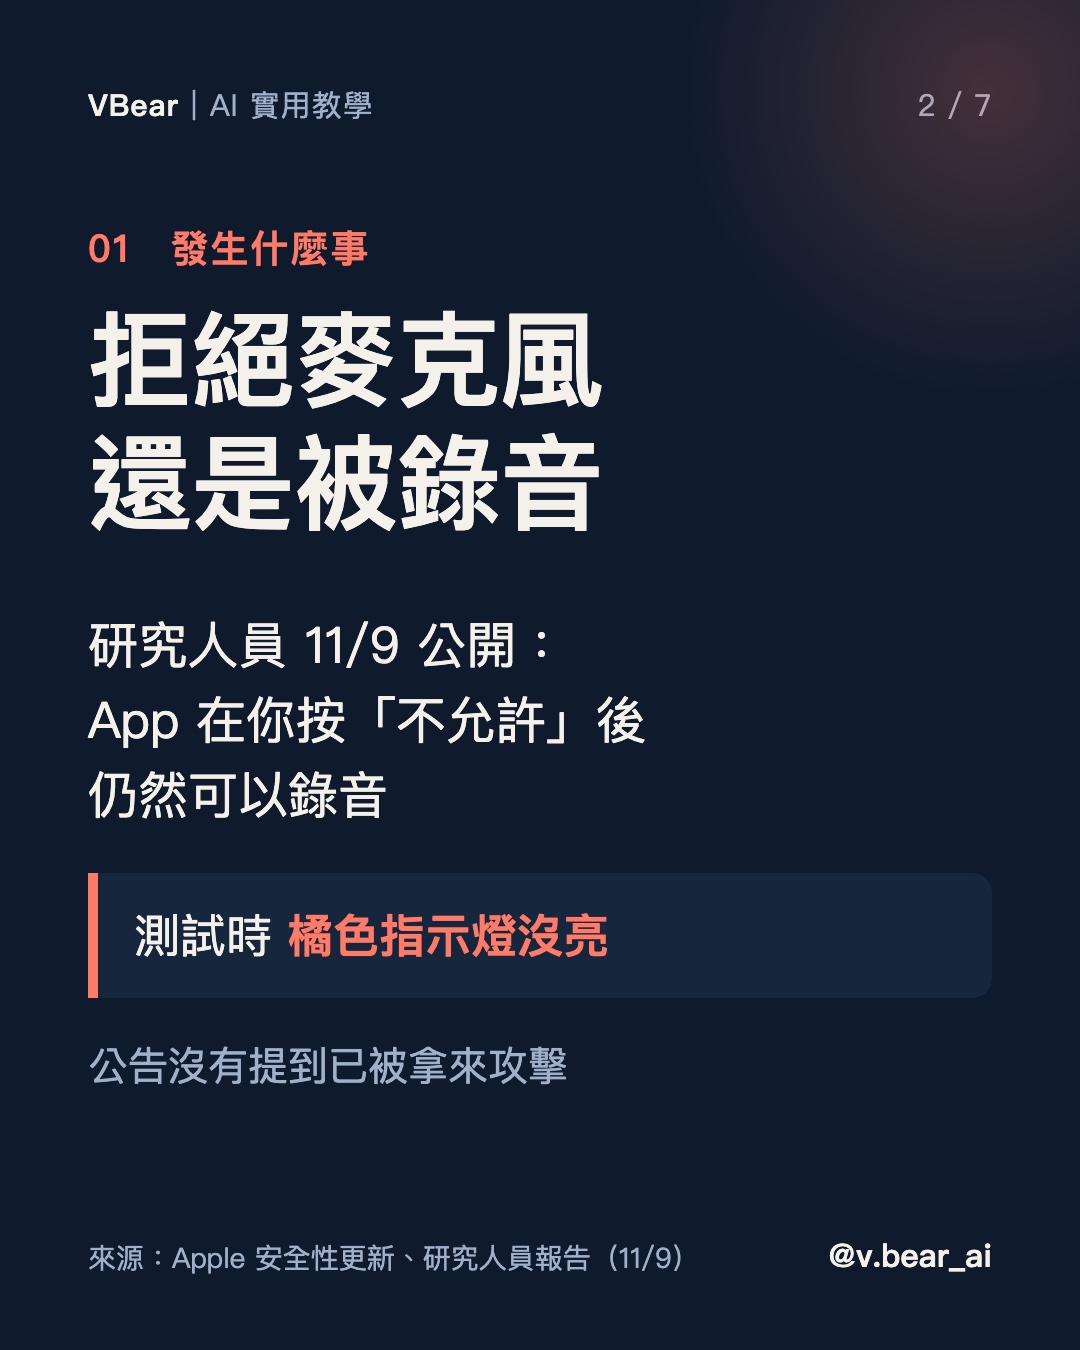 VBear | AI 實用教學
2 / 7
01 發生什麼事
拒絕麥克風
還是被錄音
研究人員 11/9 公開：
App 在你按「不允許」後
仍然可以錄音
測試時 橘色指示燈沒亮
公告沒有提到已被拿來攻擊
來源：Apple 安全性更新、研究人員報告（11/9）
@v.bear_ai